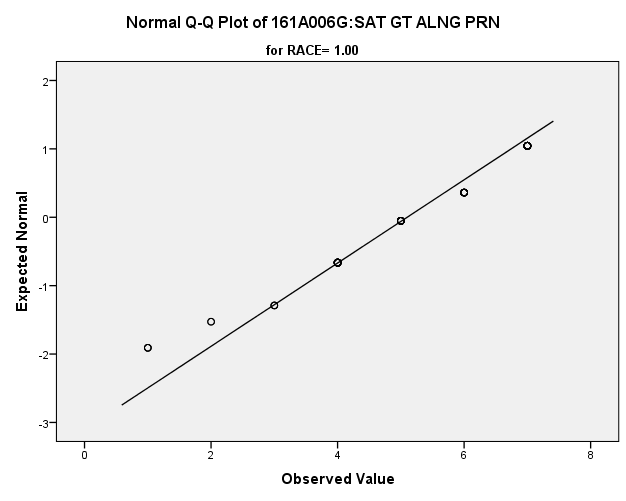 Normal Q-Q Plot of 161A006G:SAT GT ALNG PRN
for RACE= 1.00
2
1
0
-1
-2
-3
Expected Normal
0 2 4 6 8
Observed Value